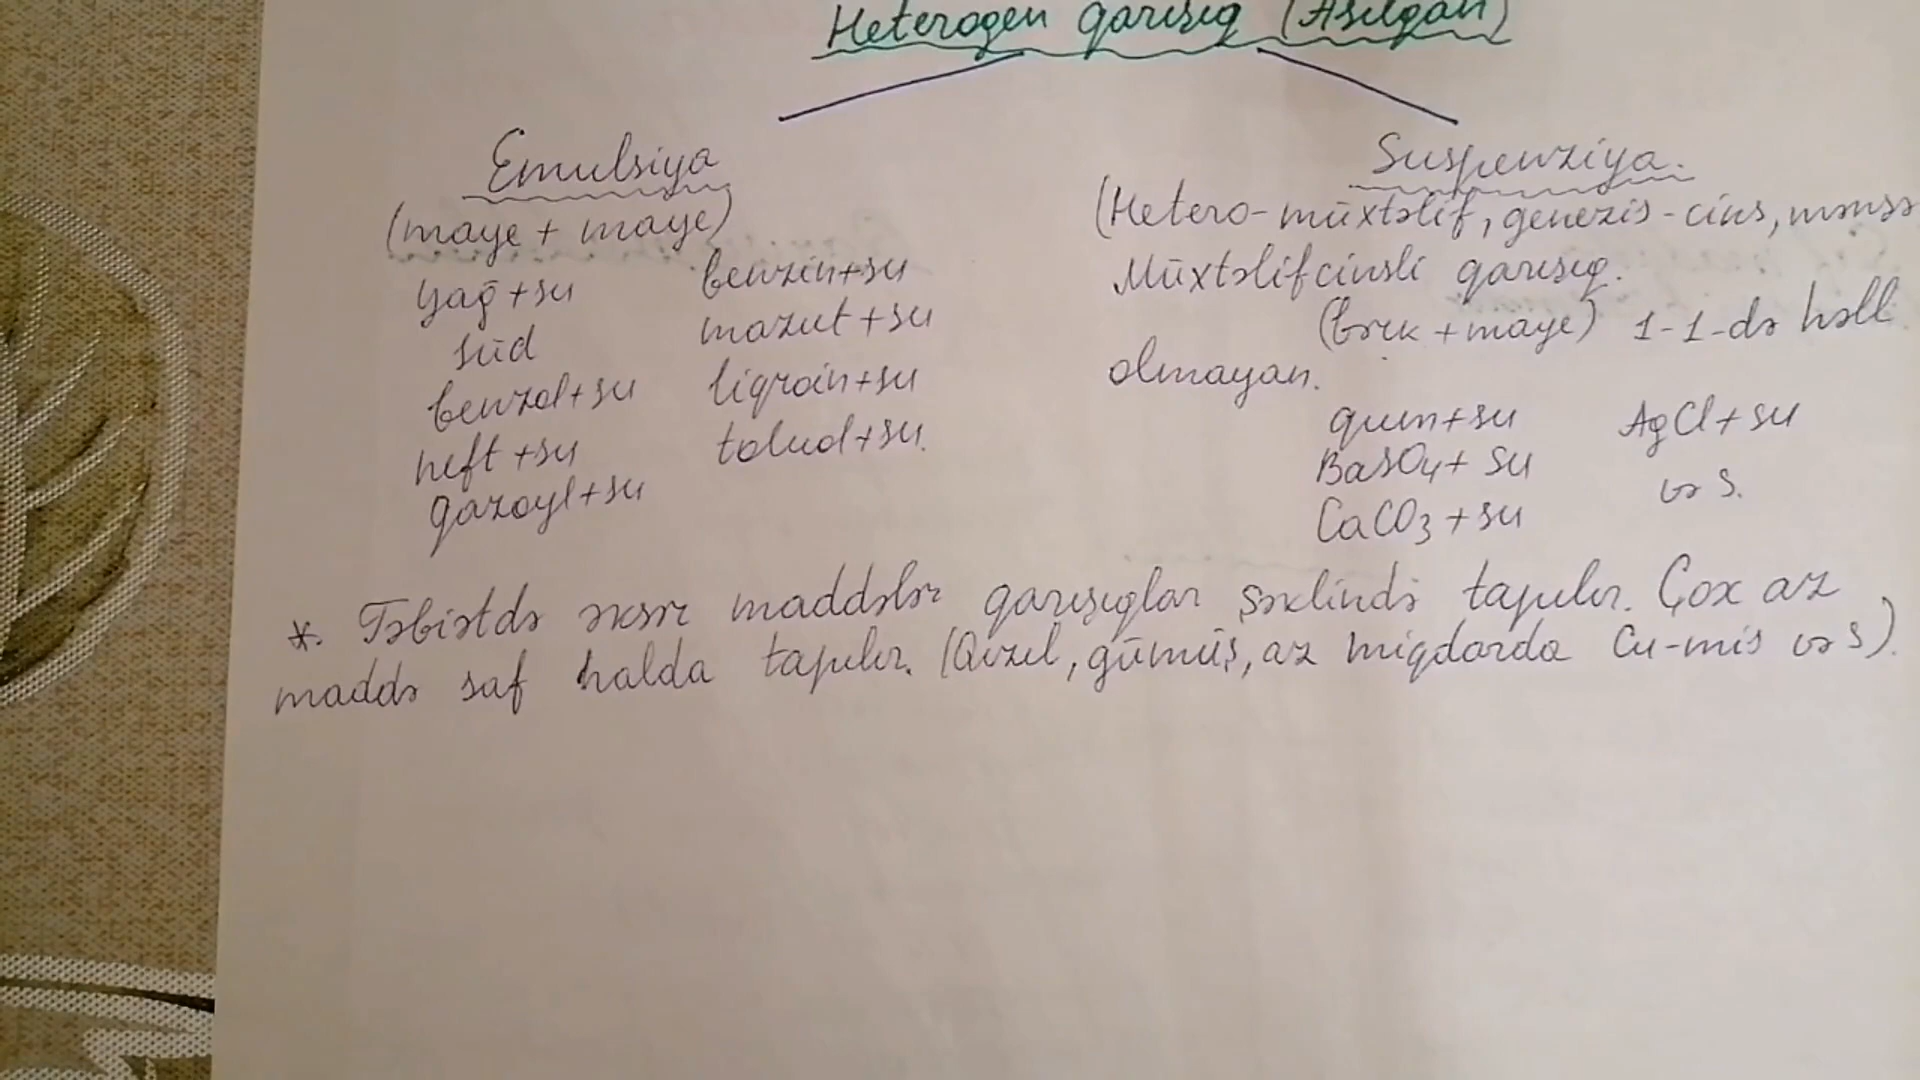 Heterogen qarışıq (Asılqan)
Emulsiya
(maye + maye)
yağ + su
süd
benzol + su
neft + su
qazoyl + su
benzin + su
mazut + su
liqroin + su
toluol + su.
Suspenziya.
(Hetero - müxtəlif, genezis - cins, mənşə
Müxtəlifcinsli qarışıq.
(bərk + maye) 1-1-də həll
olmayan.
qum + su
BaSO4 + su
CaCO3 + su
AgCl + su
və s.
*. Təbiətdə əksər maddələr qarışıqlar şəklində tapılır. Çox az
maddə saf halda tapılır. (Qızıl, gümüş, az miqdarda Cu-mis və s).